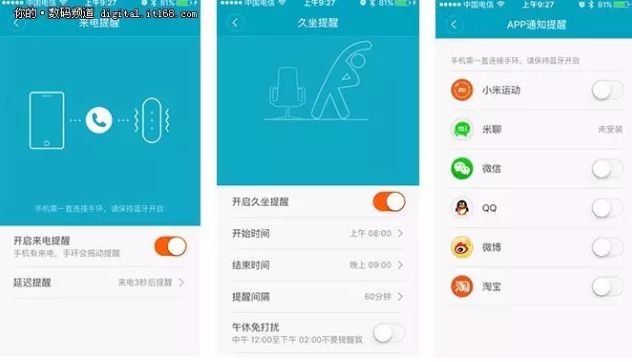 你的·数码频道 digital.it168.com
中国电信 上午9:27 81%
来电提醒
手机需一直连接手环，请保持蓝牙开启
开启来电提醒
手机有来电，手环会振动提醒
延迟提醒 来电3秒后提醒
中国电信 上午9:27 81%
久坐提醒
开启久坐提醒
开始时间 上午 08:00
结束时间 晚上 09:00
提醒间隔 60分钟
午休免打扰
中午 12:00至下午 02:00不要提醒我
中国电信 上午9:27 82%
APP通知提醒
手机需一直连接手环，请保持蓝牙开启
小米运动
mi
米聊 未安装
微信
QQ
微博
淘
淘宝